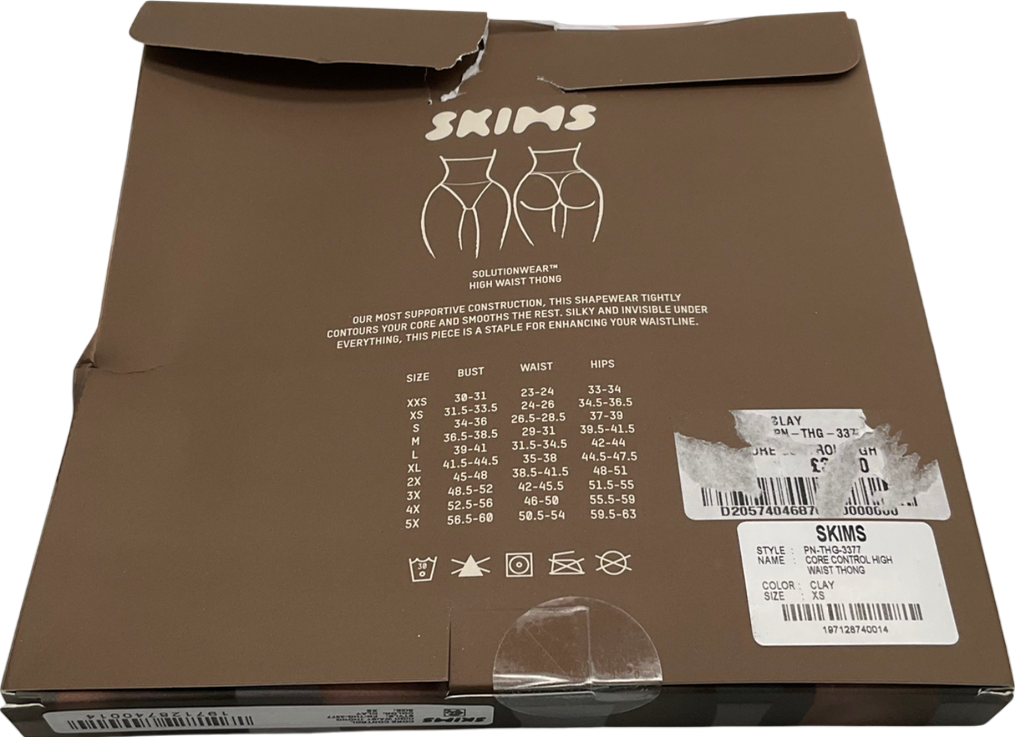 SKIMS
SOLUTIONWEAR™
HIGH WAIST THONG
OUR MOST SUPPORTIVE CONSTRUCTION, THIS SHAPEWEAR TIGHTLY
CONTOURS YOUR CORE AND SMOOTHS THE REST. SILKY AND INVISIBLE UNDER
EVERYTHING, THIS PIECE IS A STAPLE FOR ENHANCING YOUR WAISTLINE.
SIZE BUST WAIST HIPS
XXS 30-31 23-24 33-34
XS 31.5-33.5 24-26 34.5-36.5
S 34-36 26.5-28.5 37-39
M 36.5-38.5 29-31 39.5-41.5
L 39-41 31.5-34.5 42-44
XL 41.5-44.5 35-38 44.5-47.5
2X 45-48 38.5-41.5 48-51
3X 48.5-52 42-45.5 51.5-55
4X 52.5-56 46-50 55.5-59
5X 56.5-60 50.5-54 59.5-63
30
CLAY
PN-THG-337
SKIMS
STYLE : PN-THG-3377
NAME : CORE CONTROL HIGH
WAIST THONG
COLOR : CLAY
SIZE : XS
197128740014
197128740014
SKIMS